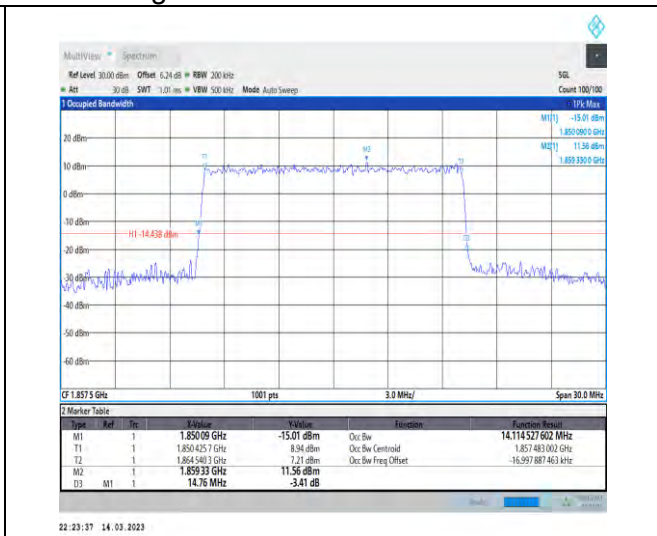 MultiView Spectrum
Ref Level 30.00 dBm Offset 6.24 dB RBW 200 kHz SGL
Att 30 dB SWT 1.01 ms VBW 500 kHz Mode Auto Sweep Count 100/100
1 Occupied Bandwidth 1Pk Max
M1[1] -15.01 dBm
1.850 090 0 GHz
20 dBm M2[1] 11.56 dBm
1.859 330 0 GHz
T1 M2 T2
10 dBm
0 dBm
-10 dBm
M1
H1 -14.438 dBm
D3
-20 dBm
-30 dBm
-40 dBm
-50 dBm
-60 dBm
CF 1.857 5 GHz 1001 pts 3.0 MHz/ Span 30.0 MHz
2 Marker Table
Type Ref Trc X-Value Y-Value Function Function Result
M1 1 1.85009 GHz -15.01 dBm Occ Bw 14.114 527 602 MHz
T1 1 1.850 425 7 GHz 8.94 dBm Occ Bw Centroid 1.857 483 002 GHz
T2 1 1.864 540 3 GHz 7.21 dBm Occ Bw Freq Offset -16.997 887 463 kHz
M2 1 1.85933 GHz 11.56 dBm
D3 M1 1 14.76 MHz -3.41 dB
22:23:37 14.03.2023